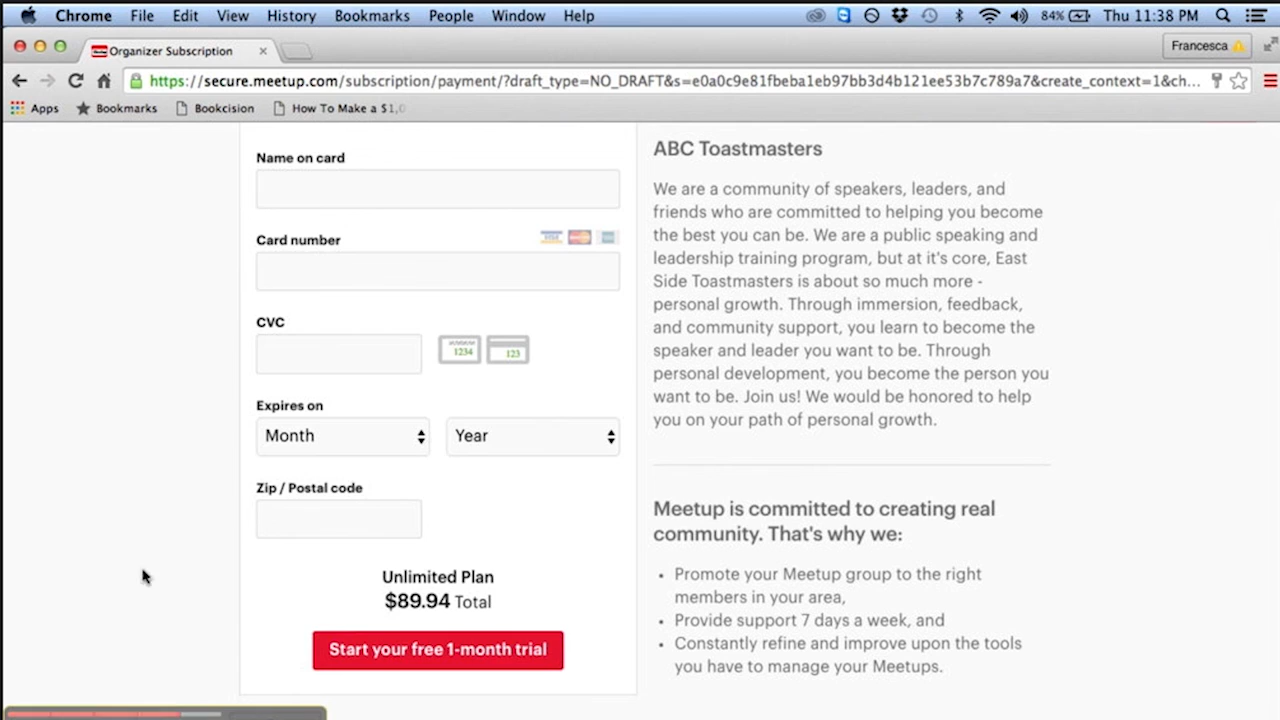 Chrome File Edit View History Bookmarks People Window Help 84% Thu 11:38 PM
Organizer Subscription Francesca
https://secure.meetup.com/subscription/payment/?draft_type=NO_DRAFT&s=e0a0c9e81fbeba1eb97bb3d4b121ee53b7c789a7&create_context=1&ch...
Apps Bookmarks Bookcision How To Make a $1,0
Name on card
Card number
VISA
CVC
1234 123
Expires on
Month Year
Zip / Postal code
Unlimited Plan
$89.94 Total
Start your free 1-month trial
ABC Toastmasters
We are a community of speakers, leaders, and
friends who are committed to helping you become
the best you can be. We are a public speaking and
leadership training program, but at it's core, East
Side Toastmasters is about so much more -
personal growth. Through immersion, feedback,
and community support, you learn to become the
speaker and leader you want to be. Through
personal development, you become the person you
want to be. Join us! We would be honored to help
you on your path of personal growth.
Meetup is committed to creating real
community. That's why we:
• Promote your Meetup group to the right
members in your area,
• Provide support 7 days a week, and
• Constantly refine and improve upon the tools
you have to manage your Meetups.